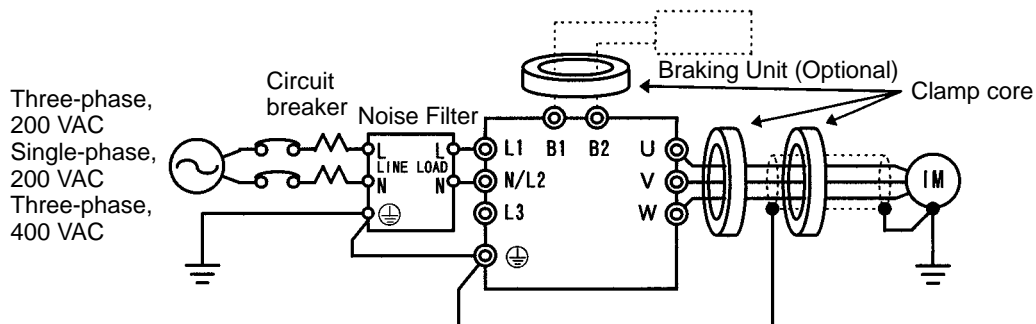 Three-phase,
200 VAC
Single-phase,
200 VAC
Three-phase,
400 VAC
Circuit
breaker
Noise Filter
L L
LINE LOAD
N N
L1
N/L2
L3
B1 B2
U
V
W
Braking Unit (Optional)
Clamp core
IM